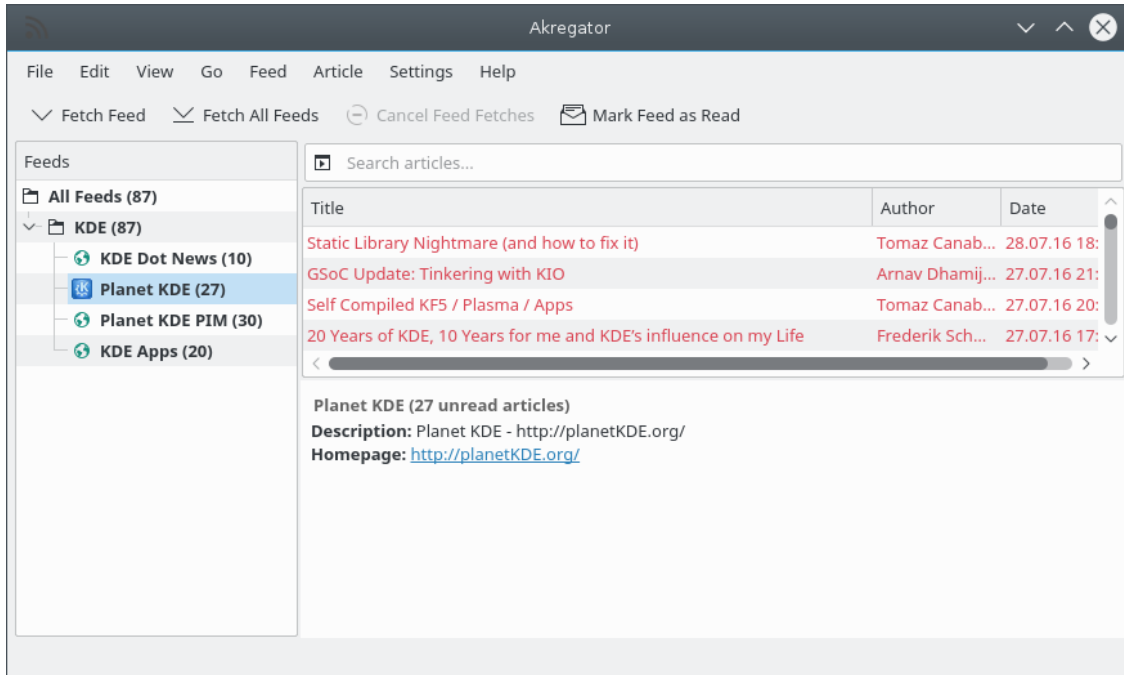 Akregator
File Edit View Go Feed Article Settings Help
Fetch Feed Fetch All Feeds Cancel Feed Fetches Mark Feed as Read
Feeds
All Feeds (87)
KDE (87)
KDE Dot News (10)
Planet KDE (27)
Planet KDE PIM (30)
KDE Apps (20)
Search articles...
Title Author Date
Static Library Nightmare (and how to fix it) Tomaz Canab... 28.07.16 18:
GSoC Update: Tinkering with KIO Arnav Dhamij... 27.07.16 21:
Self Compiled KF5 / Plasma / Apps Tomaz Canab... 27.07.16 20:
20 Years of KDE, 10 Years for me and KDE’s influence on my Life Frederik Sch... 27.07.16 17:
Planet KDE (27 unread articles)
Description: Planet KDE - http://planetKDE.org/
Homepage: http://planetKDE.org/